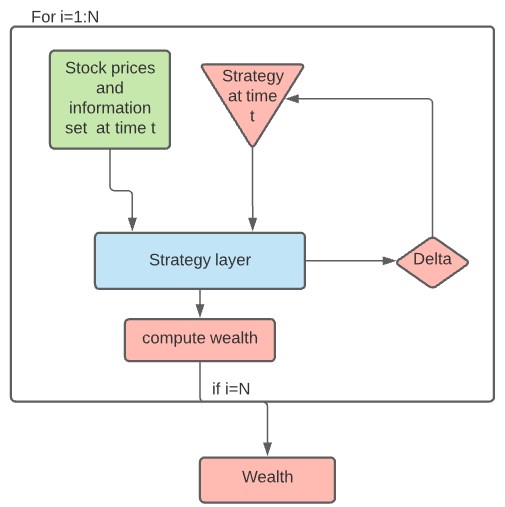 For i=1:N
Stock prices
and
information
set at time t
Strategy
at time
t
Strategy layer
Delta
compute wealth
if i=N
Wealth